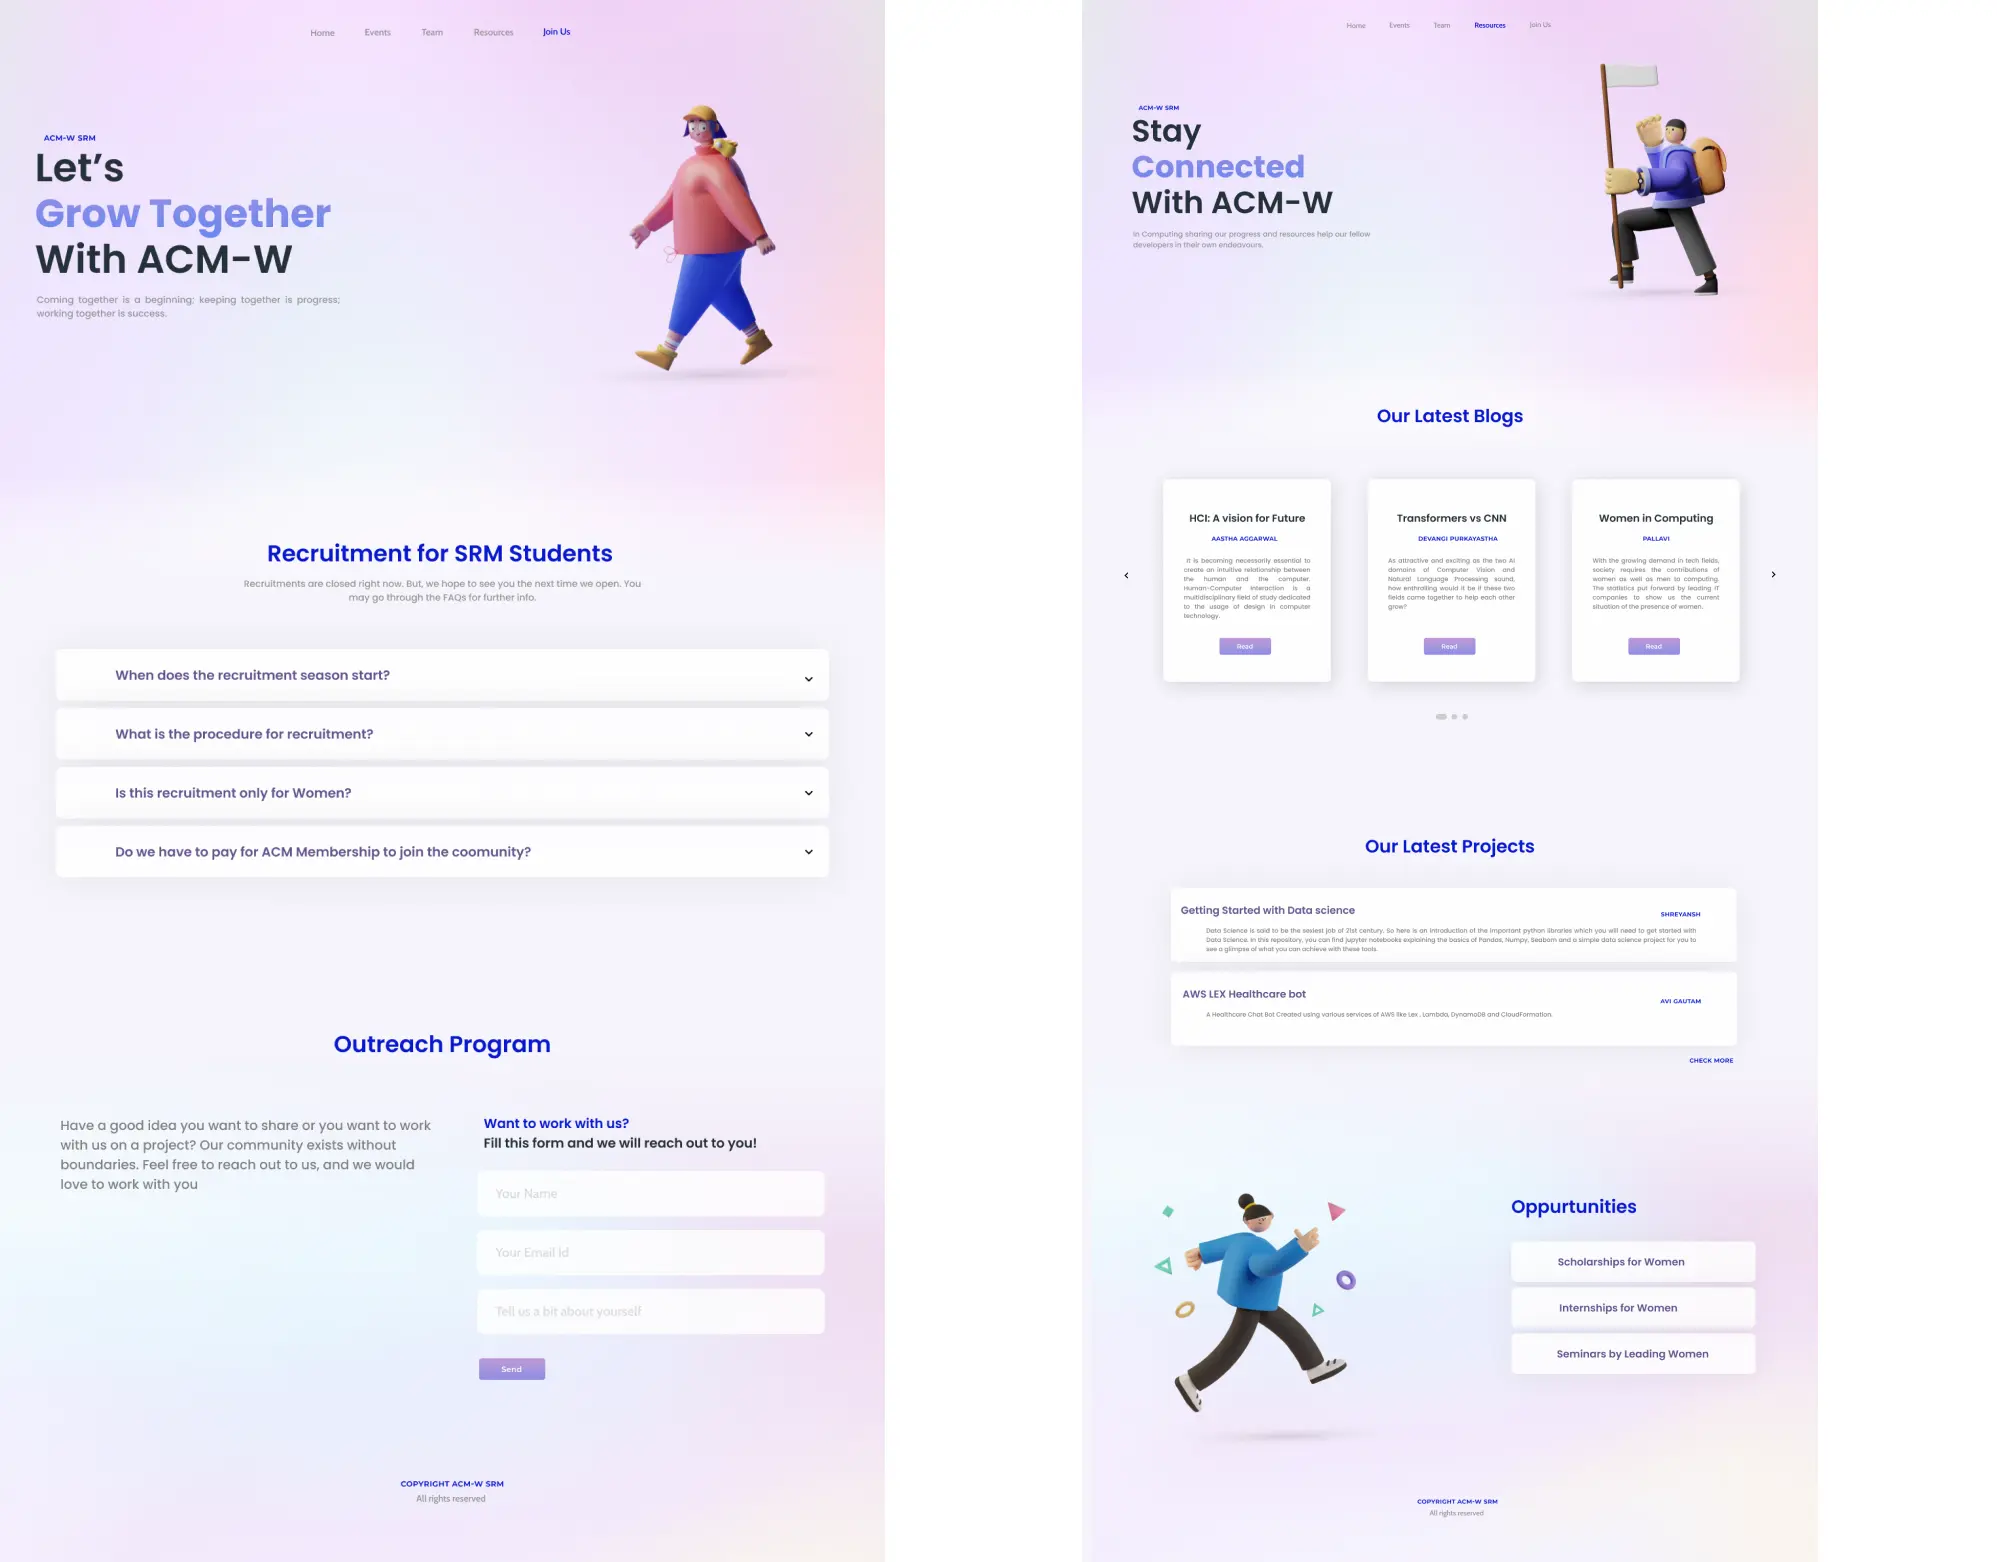 Home Events Team Resources Join Us
ACM-W SRM
Let's
Grow Together
With ACM-W
Coming together is a beginning; keeping together is progress;
working together is success.
Recruitment for SRM Students
Recruitments are closed right now. But, we hope to see you the next time we open. You
may go through the FAQs for further info.
When does the recruitment season start?
What is the procedure for recruitment?
Is this recruitment only for Women?
Do we have to pay for ACM Membership to join the coomunity?
Outreach Program
Have a good idea you want to share or you want to work
with us on a project? Our community exists without
boundaries. Feel free to reach out to us, and we would
love to work with you
Want to work with us?
Fill this form and we will reach out to you!
Your Name
Your Email Id
Tell us a bit about yourself
Send
COPYRIGHT ACM-W SRM
All rights reserved
Home Events Team Resources Join Us
ACM-W SRM
Stay
Connected
With ACM-W
In Computing sharing our progress and resources help our fellow
developers in their own endeavours.
Our Latest Blogs
HCI: A vision for Future
AASTHA AGGARWAL
It is becoming necessarily essential to
create an intuitive relationship between
the human and the computer.
Human-Computer Interaction is a
multidisciplinary field of study dedicated
to the usage of design in computer
technology.
Read
Transformers vs CNN
DEVANGI PURKAYASTHA
As attractive and exciting as the two AI
domains of Computer Vision and
Natural Language Processing sound,
how enthrolling would it be if these two
fields came together to help each other
grow?
Read
Women in Computing
PALLAVI
With the growing demand in tech fields,
society requires the contributions of
women as well as men to computing.
The statistics put forward by leading IT
companies to show us the current
situation of the presence of women.
Read
Our Latest Projects
Getting Started with Data science
SHREYANSH
Data Science is said to be the sexiest job of 21st century. So here is an introduction of the important python libraries which you will need to get started with
Data Science. In this repository, you can find jupyter notebooks explaining the basics of Pandas, Numpy, Seaborn and a simple data science project for you to
see a glimpse of what you can achieve with these tools.
AWS LEX Healthcare bot
AVI GAUTAM
A Healthcare Chat Bot Created using various services of AWS like Lex , Lambda, DynamoDB and CloudFormation.
CHECK MORE
Oppurtunities
Scholarships for Women
Internships for Women
Seminars by Leading Women
COPYRIGHT ACM-W SRM
All rights reserved